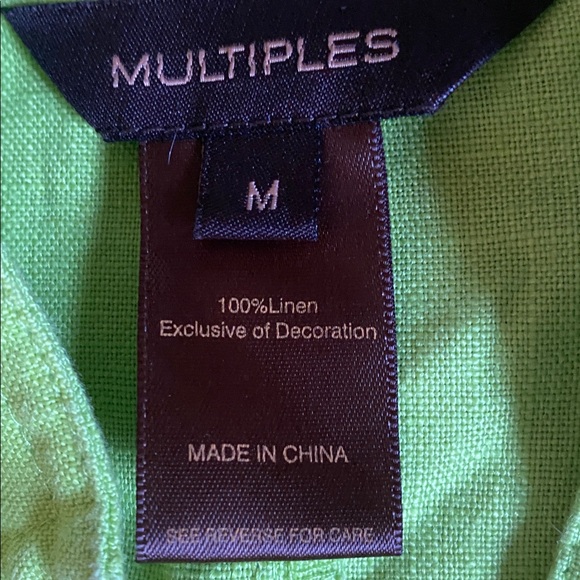 MULTIPLES
M
100%Linen
Exclusive of Decoration
MADE IN CHINA
SEE REVERSE FOR CARE